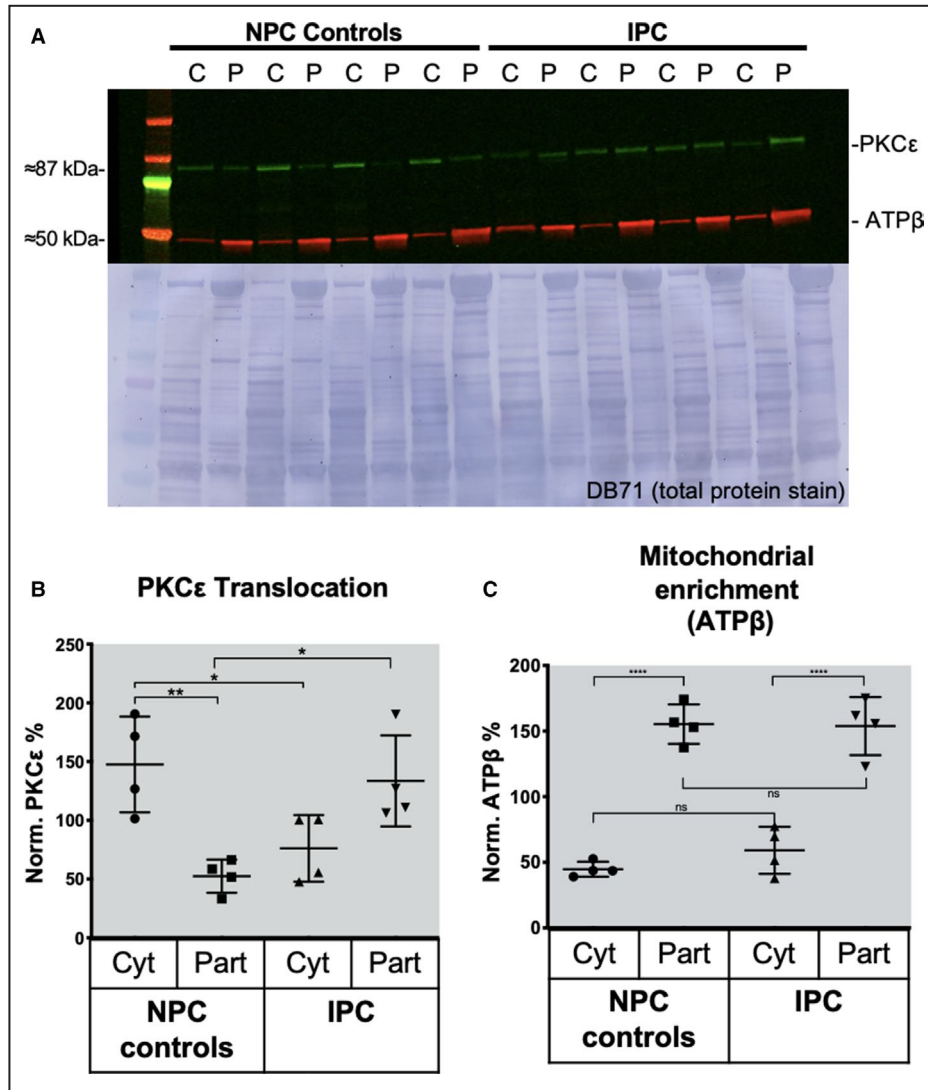 A
NPC Controls IPC
C P C P C P C P C P C P C P C P
≈87 kDa-
-PKCε
≈50 kDa-
- ATPβ
DB71 (total protein stain)
B
PKCε Translocation
Norm. PKCε %
250
200
150
100
50
0
*
*
**
Cyt Part Cyt Part
NPC controls
IPC
C
Mitochondrial
enrichment
(ATPβ)
Norm. ATPβ %
200
150
100
50
0
**** ****
ns
ns
Cyt Part Cyt Part
NPC controls
IPC